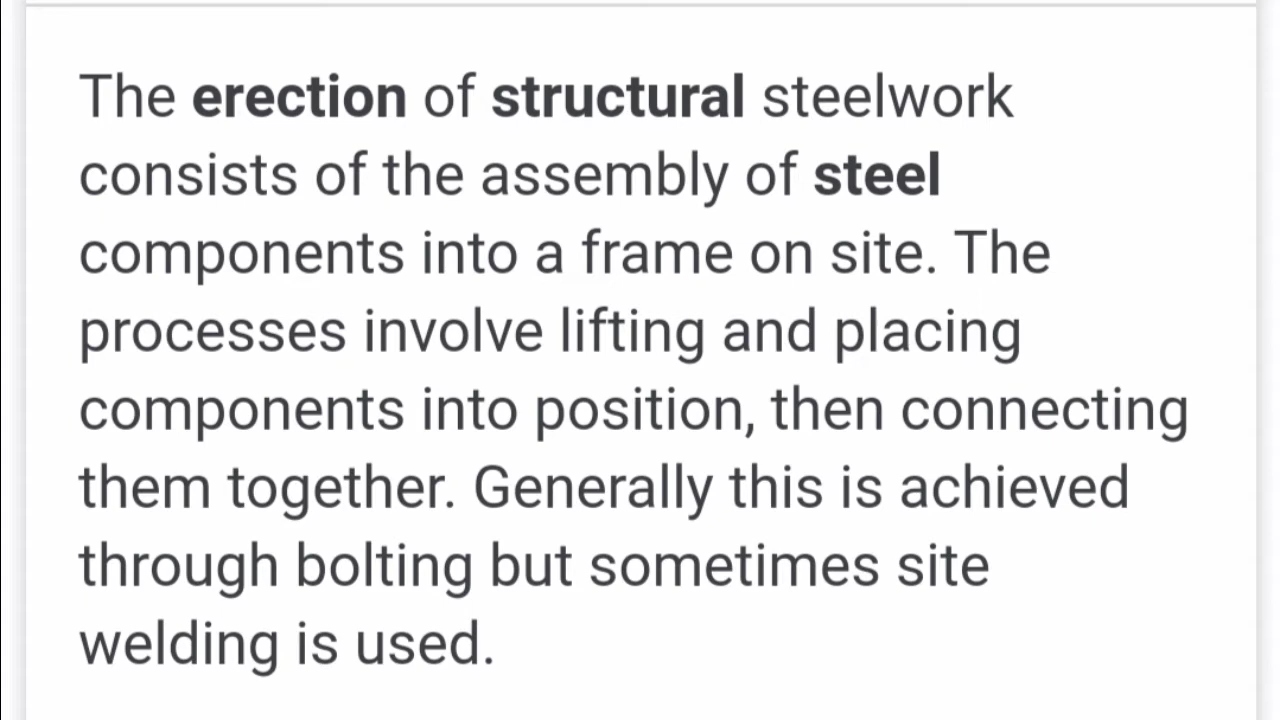 The erection of structural steelwork
consists of the assembly of steel
components into a frame on site. The
processes involve lifting and placing
components into position, then connecting
them together. Generally this is achieved
through bolting but sometimes site
welding is used.